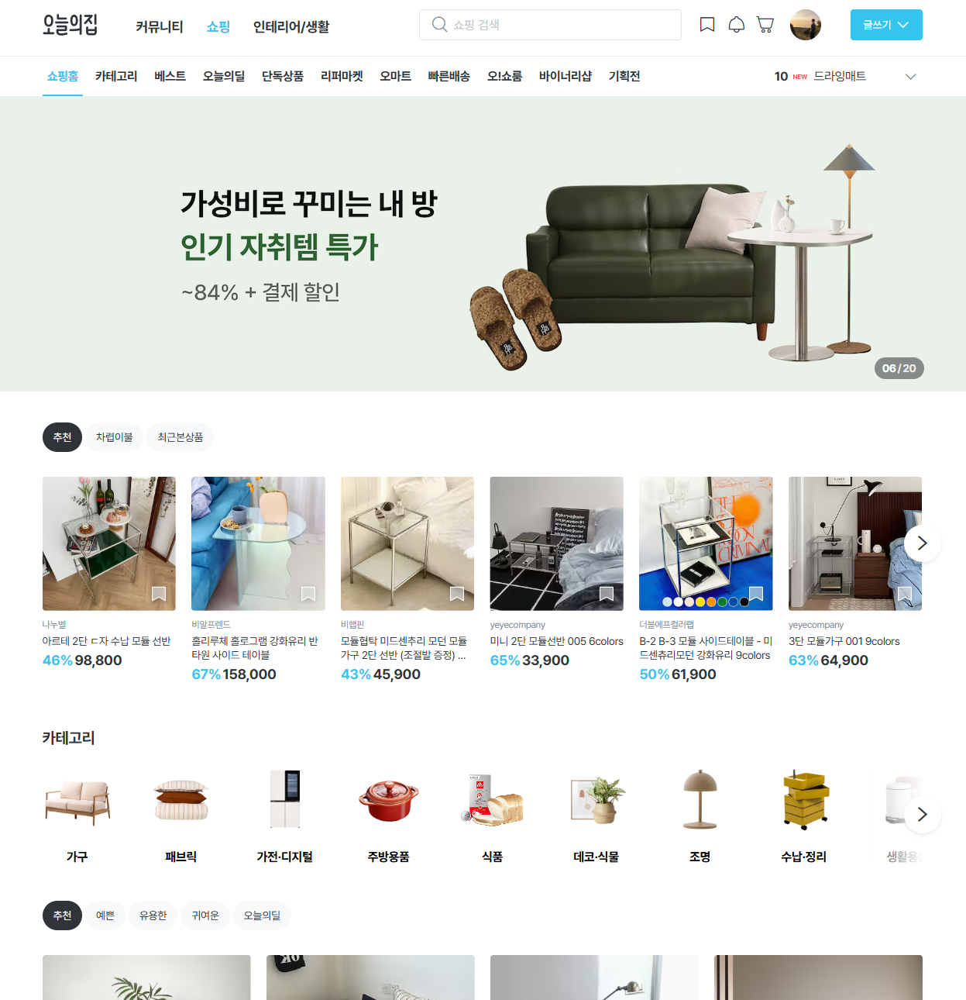 오늘의집
커뮤니티 쇼핑 인테리어/생활
쇼핑 검색
글쓰기
쇼핑홈 카테고리 베스트 오늘의딜 단독상품 리퍼마켓 오마트 빠른배송 오!쇼룸 바이너리샵 기획전
10 NEW 드라잉매트
가성비로 꾸미는 내 방
인기 자취템 특가
~84% + 결제 할인
06/20
추천 차렵이불 최근본상품
나누벨
아르테 2단 ㄷ자 수납 모듈 선반
46% 98,800
비앙프렌드
홀리루체 홀로그램 강화유리 반
타원 사이드 테이블
67% 158,000
비햅핀
모듈협탁 미드센추리 모던 모듈
가구 2단 선반 (조절발 증정) ...
43% 45,900
yeyecompany
미니 2단 모듈선반 005 6colors
65% 33,900
더블에프컬러랩
B-2 B-3 모듈 사이드테이블 - 미
드센츄리모던 강화유리 9colors
50% 61,900
yeyecompany
3단 모듈가구 001 9colors
63% 64,900
카테고리
가구 패브릭 가전·디지털 주방용품 식품 데코·식물 조명 수납·정리 생활용
추천 예쁜 유용한 귀여운 오늘의딜